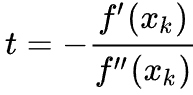 t = -\frac{f'(x_k)}{f''(x_k)}